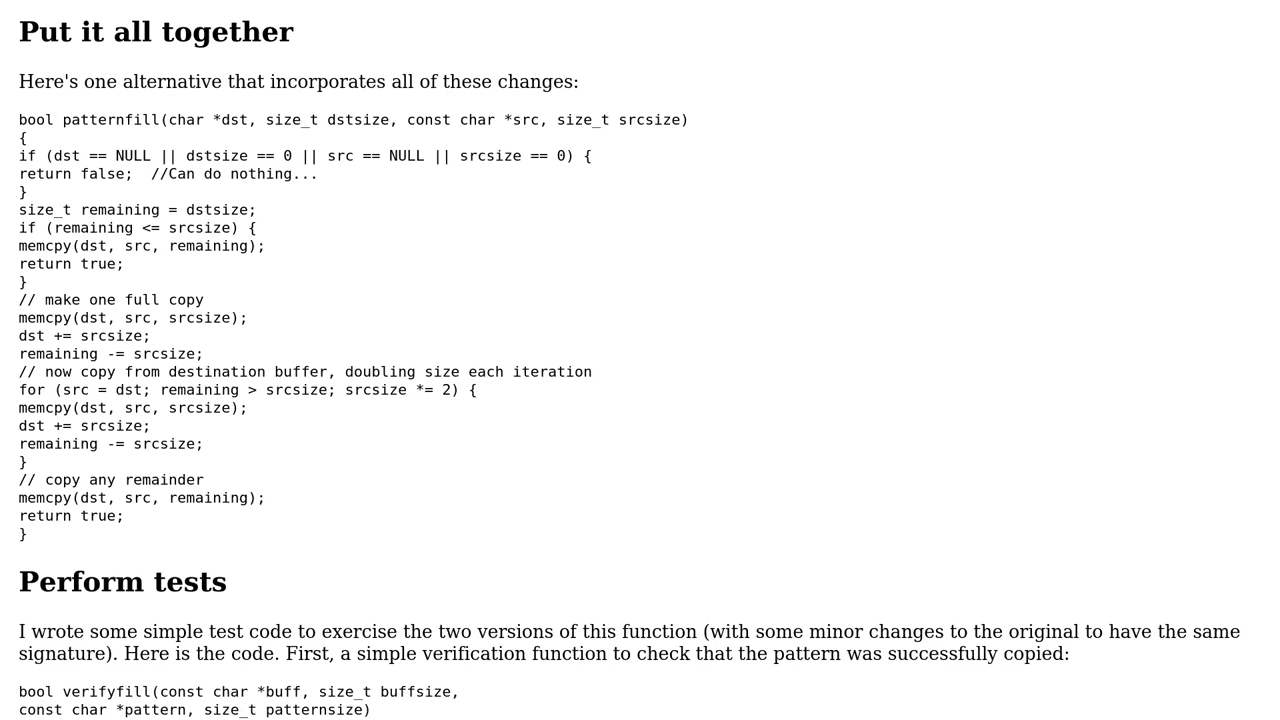 Put it all together
Here's one alternative that incorporates all of these changes:
bool patternfill(char *dst, size_t dstsize, const char *src, size_t srcsize)
{
if (dst == NULL || dstsize == 0 || src == NULL || srcsize == 0) {
return false;  //Can do nothing...
}
size_t remaining = dstsize;
if (remaining <= srcsize) {
memcpy(dst, src, remaining);
return true;
}
// make one full copy
memcpy(dst, src, srcsize);
dst += srcsize;
remaining -= srcsize;
// now copy from destination buffer, doubling size each iteration
for (src = dst; remaining > srcsize; srcsize *= 2) {
memcpy(dst, src, srcsize);
dst += srcsize;
remaining -= srcsize;
}
// copy any remainder
memcpy(dst, src, remaining);
return true;
}
Perform tests
I wrote some simple test code to exercise the two versions of this function (with some minor changes to the original to have the same
signature). Here is the code. First, a simple verification function to check that the pattern was successfully copied:
bool verifyfill(const char *buff, size_t buffsize,
const char *pattern, size_t patternsize)